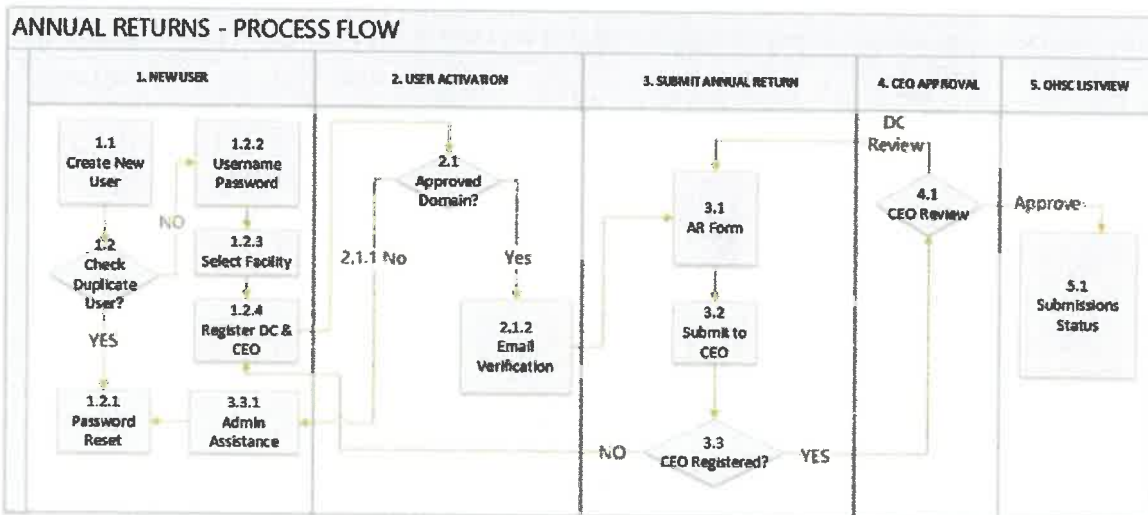 ANNUAL RETURNS - PROCESS FLOW
1. NEW USER
2. USER ACTIVATION
3. SUBMIT ANNUAL RETURN
4. CEO APPROVAL
5. OHSC LISTVIEW
1.1
Create New
User
1.2.2
Username
Password
NO
1.2
Check
Duplicate
User?
1.2.3
Select Facility
1.2.4
Register DC &
CEO
YES
1.2.1
Password
Reset
3.3.1
Admin
Assistance
2.1
Approved
Domain?
2.1.1 No
Yes
2.1.2
Email
Verification
3.1
AR Form
3.2
Submit to
CEO
3.3
CEO Registered?
NO
YES
DC
Review
4.1
CEO Review
Approve
5.1
Submissions
Status